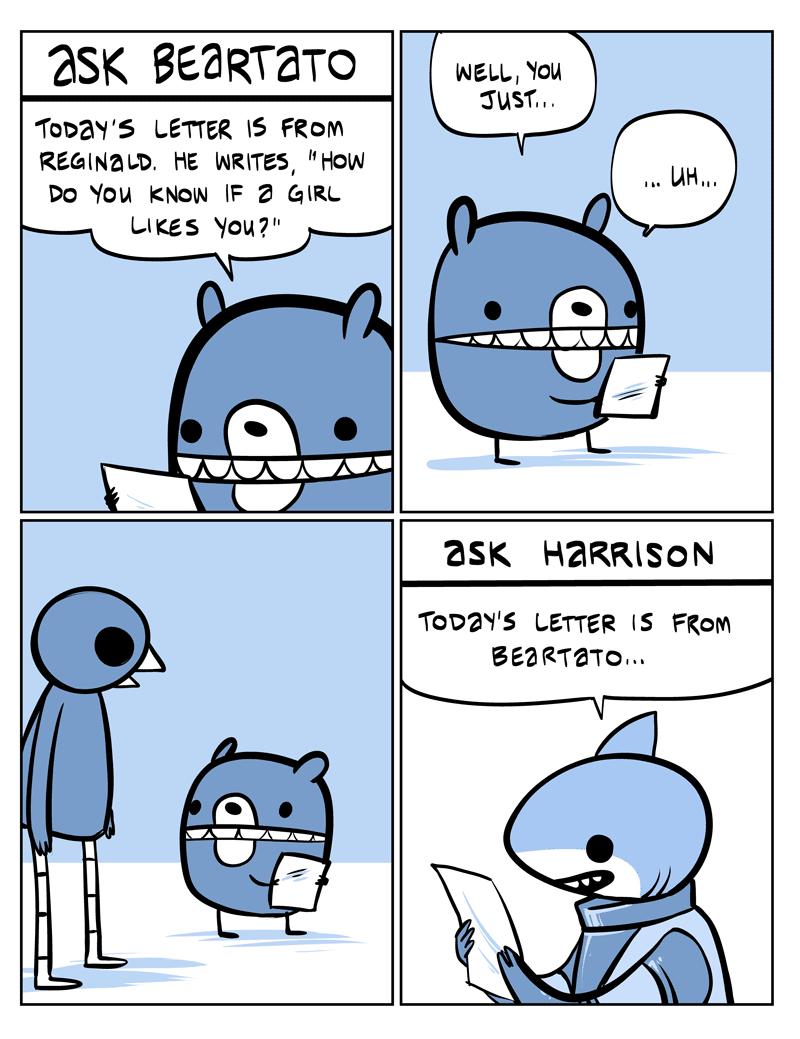 ASK BEARTATO
TODAY'S LETTER IS FROM
REGINALD. HE WRITES, "HOW
DO YOU KNOW IF A GIRL
LIKES YOU?"
WELL, YOU
JUST...
... UH...
ASK HARRISON
TODAY'S LETTER IS FROM
BEARTATO...